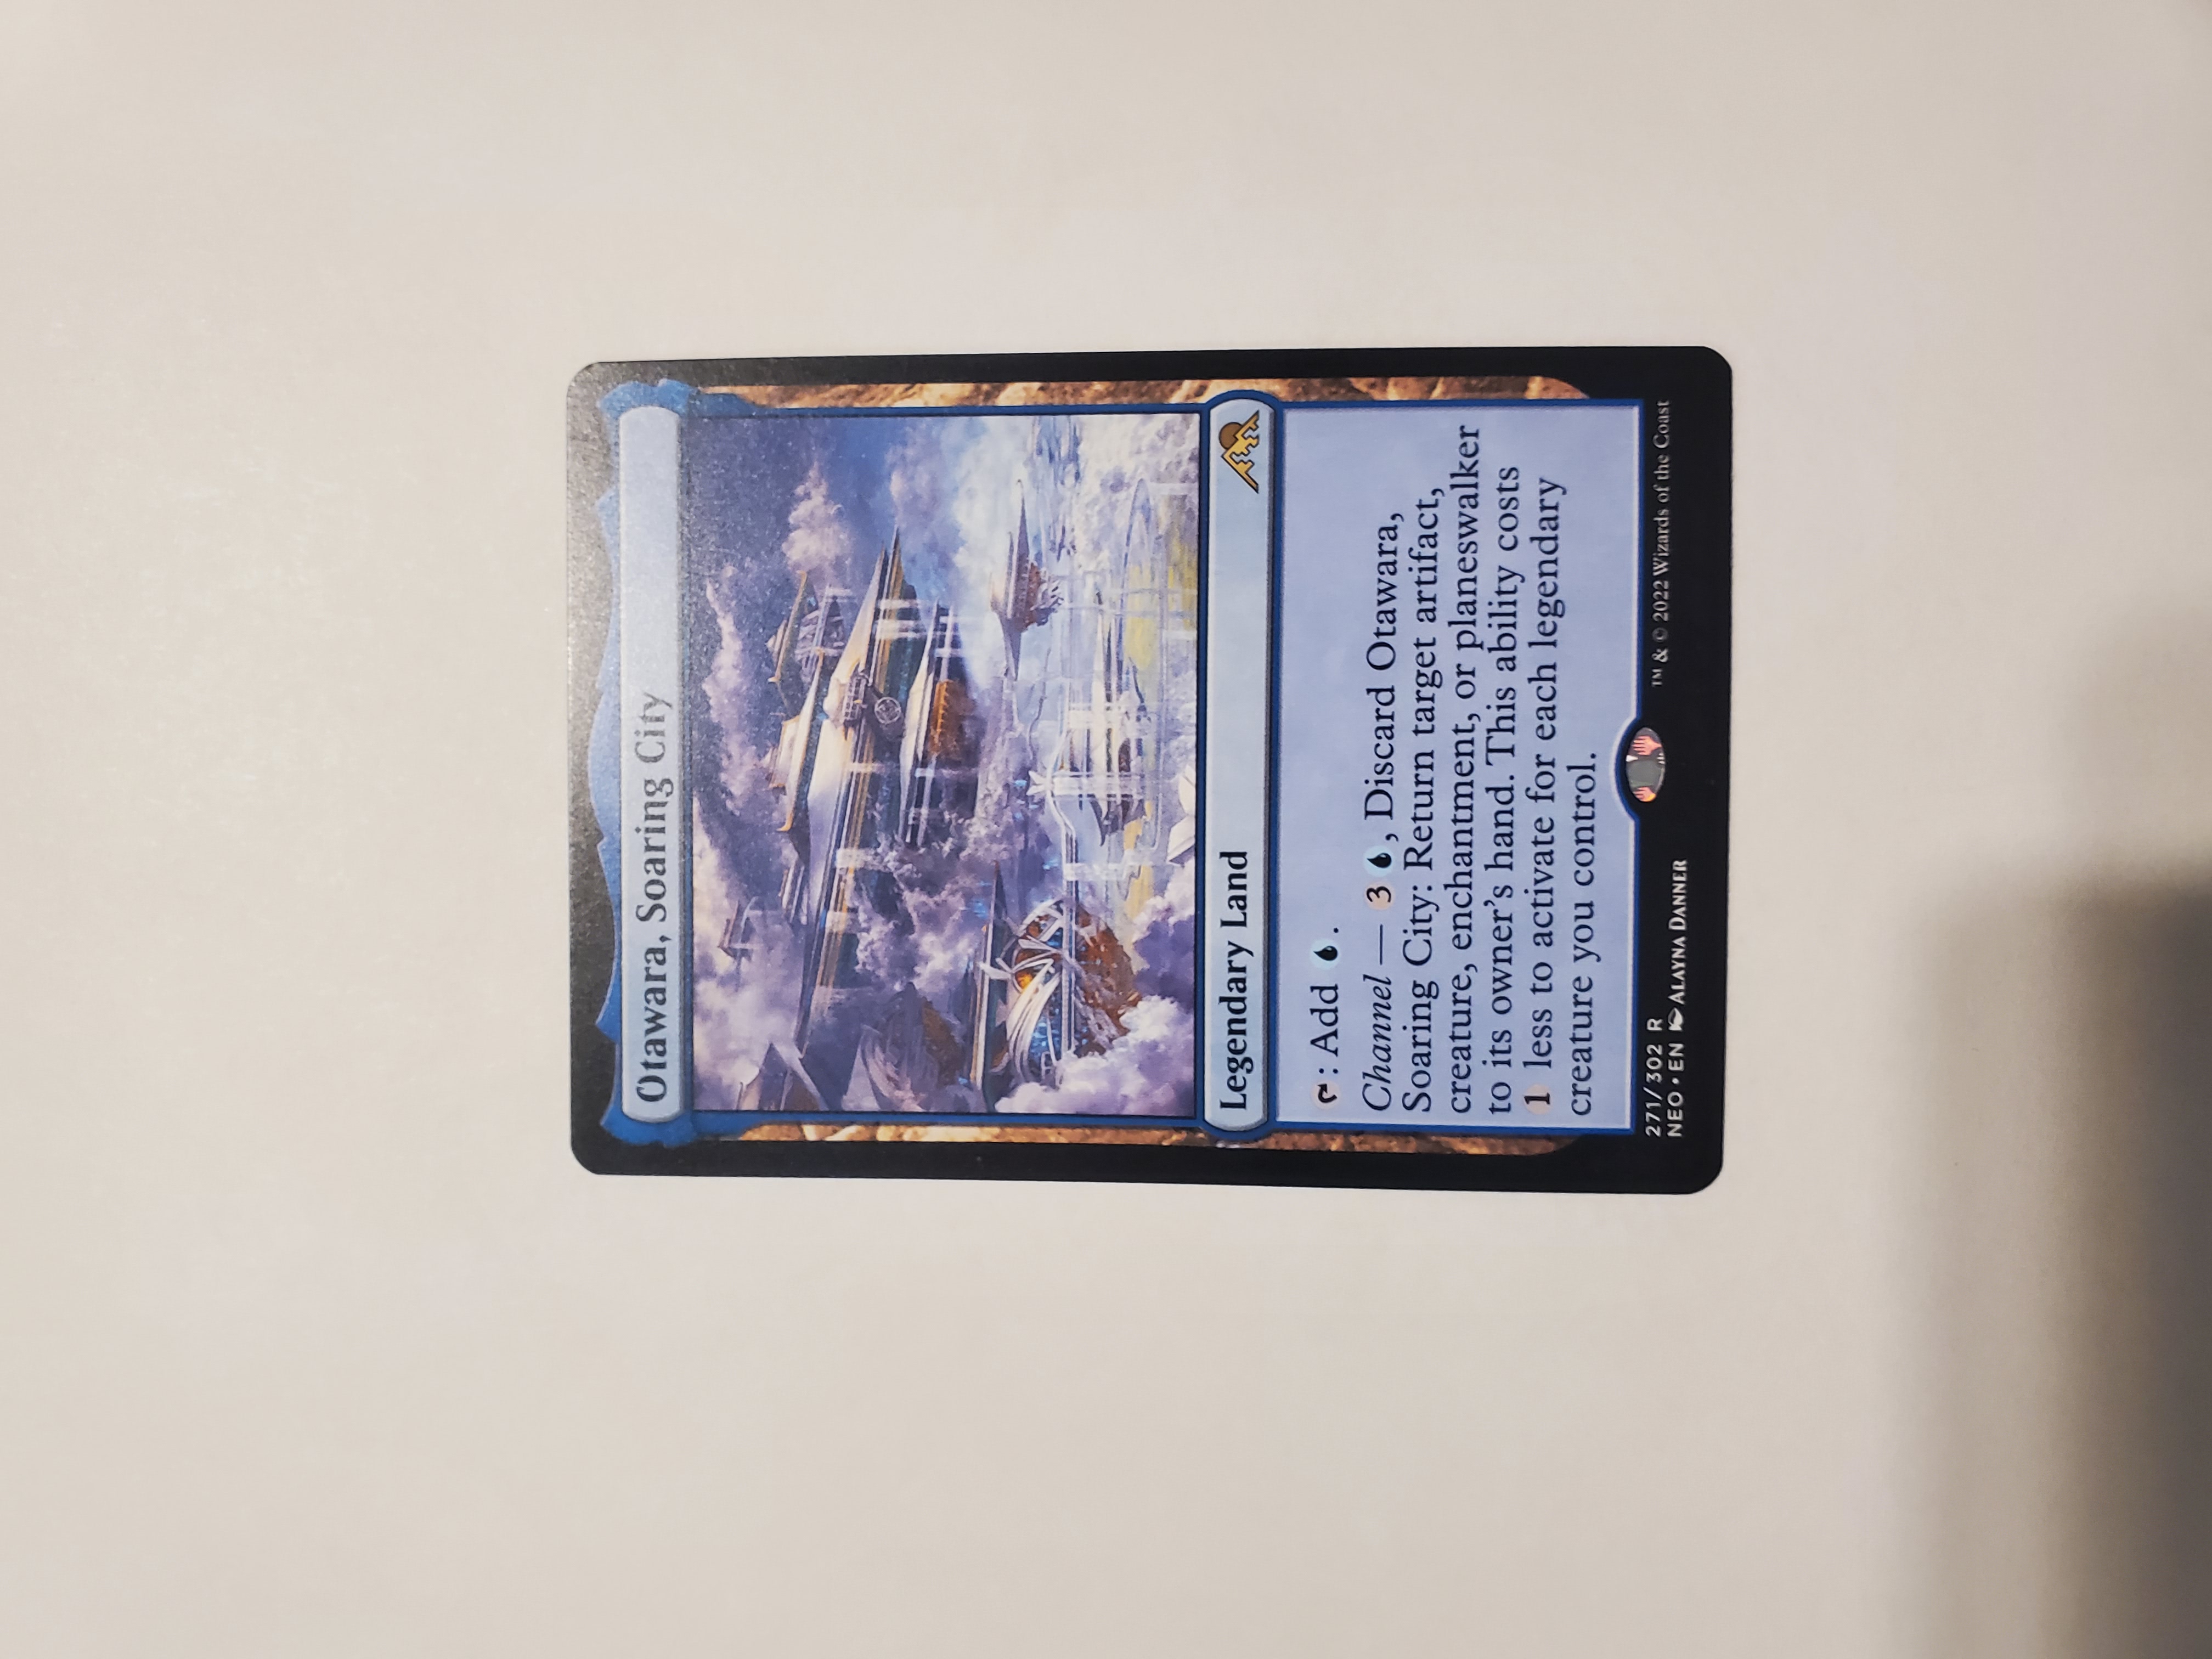 Otawara, Soaring City
Legendary Land
: Add .
Channel — 3 , Discard Otawara,
Soaring City: Return target artifact,
creature, enchantment, or planeswalker
to its owner's hand. This ability costs
1 less to activate for each legendary
creature you control.
271/302 R
NEO • EN ALAYNA DANNER
™ & © 2022 Wizards of the Coast